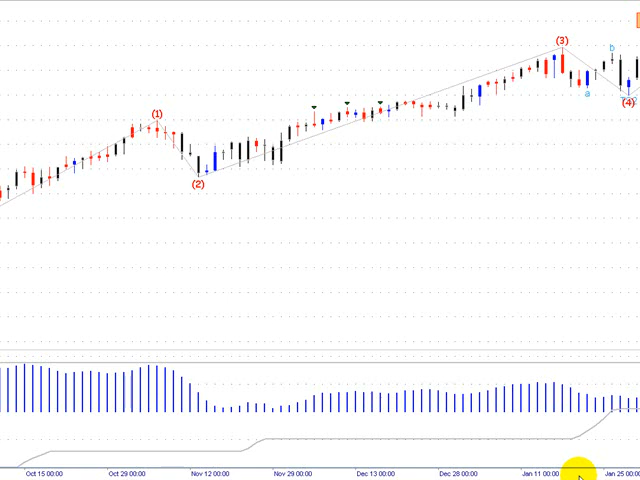 (3)
b
a
(4)
(1)
(2)
Oct 15 00:00 Oct 29 00:00 Nov 12 00:00 Nov 29 00:00 Dec 13 00:00 Dec 28 00:00 Jan 11 00:00 Jan 25 00:00